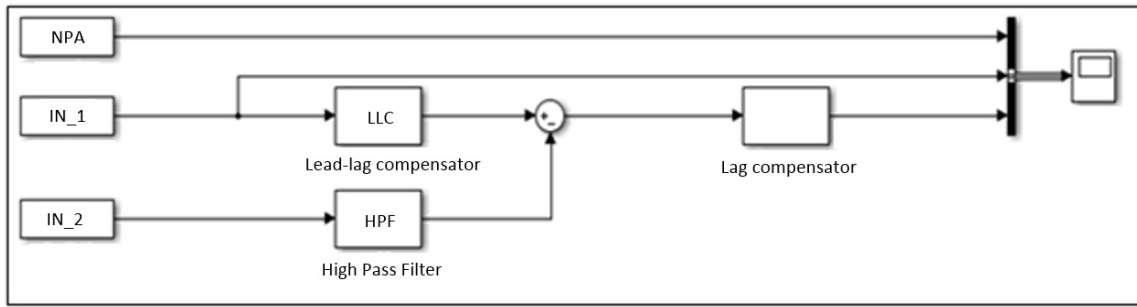 NPA
IN_1
LLC
+
-
Lead-lag compensator
Lag compensator
IN_2
HPF
High Pass Filter